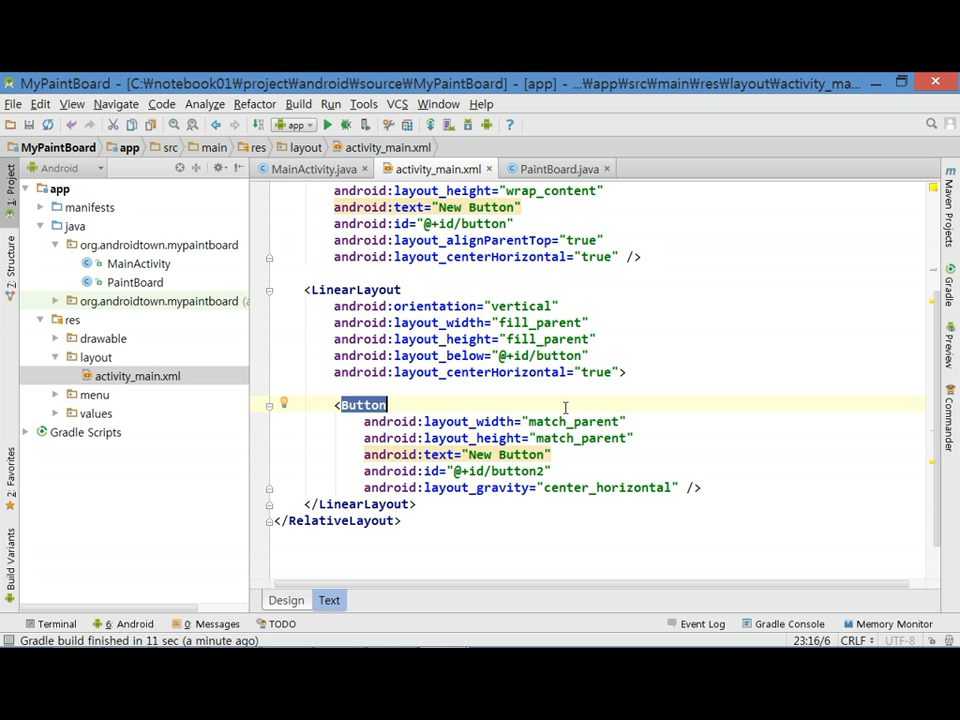 MyPaintBoard - [C:₩notebook01₩project₩android₩source₩MyPaintBoard] - [app] - ...₩app₩src₩main₩res₩layout₩activity_ma...
File Edit View Navigate Code Analyze Refactor Build Run Tools VCS Window Help
app
MyPaintBoard app src main res layout activity_main.xml
Android
MainActivity.java activity_main.xml PaintBoard.java
1: Project
7: Structure
2: Favorites
Build Variants
app
manifests
java
org.androidtown.mypaintboard
MainActivity
PaintBoard
org.androidtown.mypaintboard (a
res
drawable
layout
activity_main.xml
menu
values
Gradle Scripts
android:layout_height="wrap_content"
android:text="New Button"
android:id="@+id/button"
android:layout_alignParentTop="true"
android:layout_centerHorizontal="true" />
<LinearLayout
android:orientation="vertical"
android:layout_width="fill_parent"
android:layout_height="fill_parent"
android:layout_below="@+id/button"
android:layout_centerHorizontal="true">
<Button
android:layout_width="match_parent"
android:layout_height="match_parent"
android:text="New Button"
android:id="@+id/button2"
android:layout_gravity="center_horizontal" />
</LinearLayout>
</RelativeLayout>
Maven Projects
Gradle
Preview
Commander
Design Text
Terminal 6: Android 0: Messages TODO Event Log Gradle Console Memory Monitor
Gradle build finished in 11 sec (a minute ago) 23:16/6 CRLF UTF-8